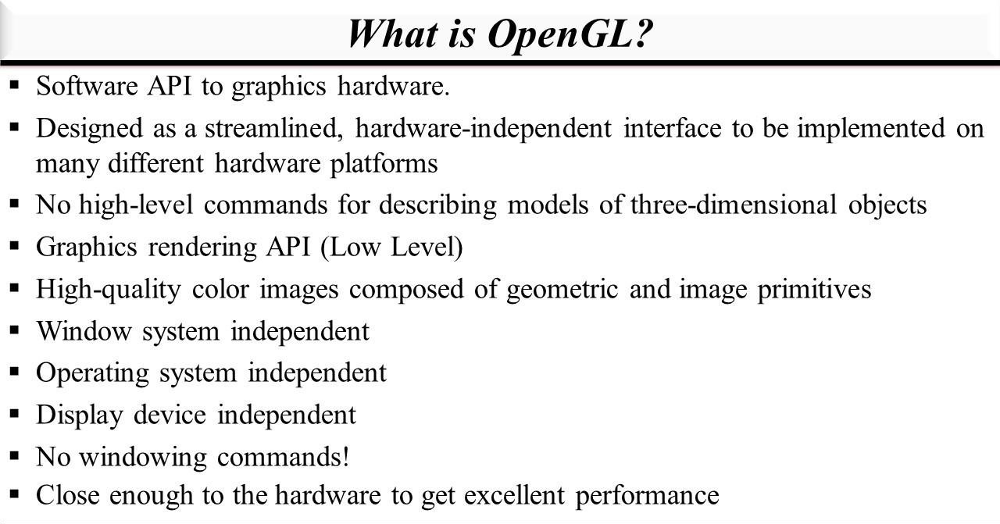 What is OpenGL?
▪ Software API to graphics hardware.
▪ Designed as a streamlined, hardware-independent interface to be implemented on
many different hardware platforms
▪ No high-level commands for describing models of three-dimensional objects
▪ Graphics rendering API (Low Level)
▪ High-quality color images composed of geometric and image primitives
▪ Window system independent
▪ Operating system independent
▪ Display device independent
▪ No windowing commands!
▪ Close enough to the hardware to get excellent performance